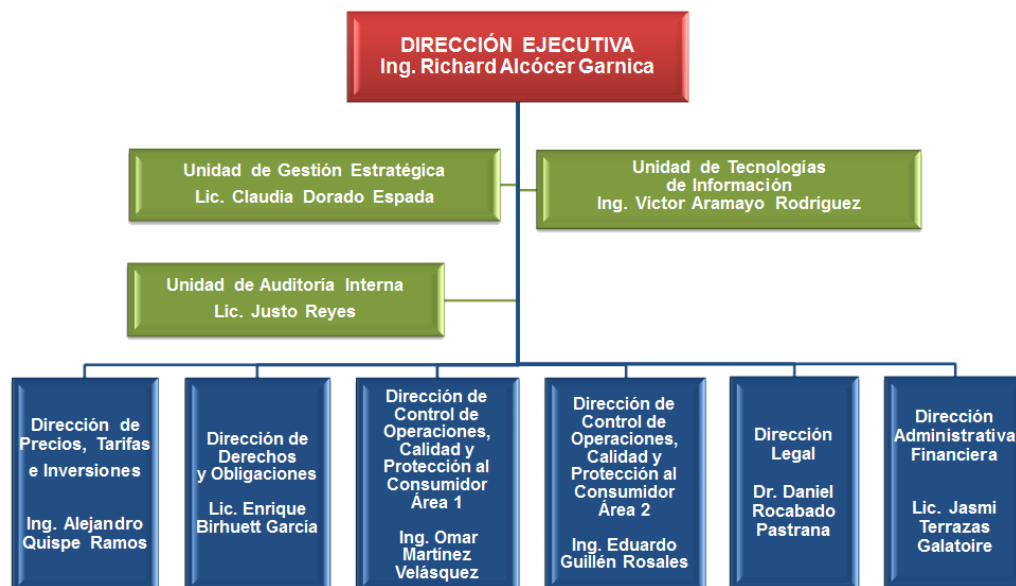 DIRECCIÓN EJECUTIVA
Ing. Richard Alcócer Garnica
Unidad de Gestión Estratégica
Lic. Claudia Dorado Espada
Unidad de Tecnologías
de Información
Ing. Victor Aramayo Rodríguez
Unidad de Auditoría Interna
Lic. Justo Reyes
Dirección de
Precios, Tarifas
e Inversiones
Ing. Alejandro
Quispe Ramos
Dirección de
Derechos
y Obligaciones
Lic. Enrique
Birhuett García
Dirección de
Control de
Operaciones,
Calidad y
Protección al
Consumidor
Área 1
Ing. Omar
Martínez
Velásquez
Dirección de
Control de
Operaciones,
Calidad y
Protección al
Consumidor
Área 2
Ing. Eduardo
Guillén Rosales
Dirección
Legal
Dr. Daniel
Rocabado
Pastrana
Dirección
Administrativa
Financiera
Lic. Jasmi
Terrazas
Galatoire